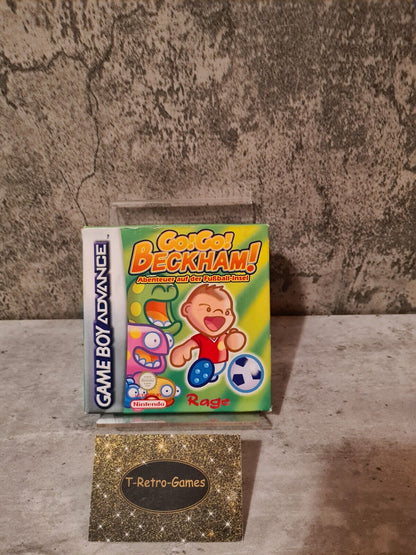 GAME BOY ADVANCE
Go! Go!
BECKHAM!
Abenteuer auf der Fußball-Insel
Nintendo
Rage
T-Retro-Games